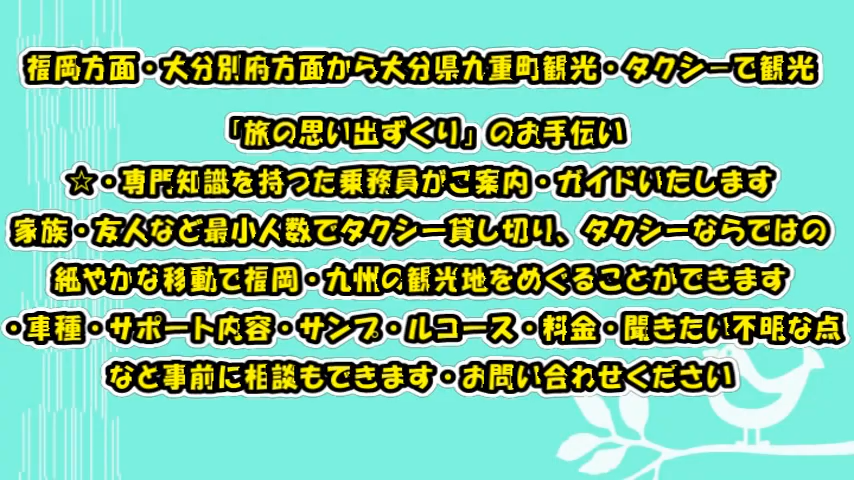 福岡方面・大分別府方面から大分県九重町観光・タクシーで観光
「旅の思い出ずくり」のお手伝い
☆・専門知識を持つた乗務員がご案内・ガイドいたします
家族・友人など最小人数でタクシー貸し切り、タクシーならではの
細やかな移動で福岡・九州の観光地をめぐることができます
・車種・サポート内容・サンプ・ルコース・料金・聞きたい不明な点
など事前に相談もできます・お問い合わせください